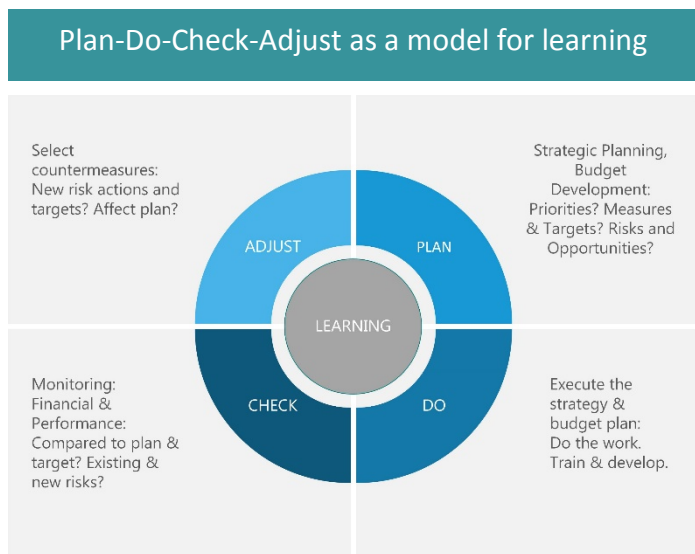 Plan-Do-Check-Adjust as a model for learning
Select
countermeasures:
New risk actions and
targets? Affect plan?
Strategic Planning,
Budget
Development:
Priorities? Measures
& Targets? Risks and
Opportunities?
ADJUST
PLAN
LEARNING
CHECK
DO
Monitoring:
Financial &
Performance:
Compared to plan &
target? Existing &
new risks?
Execute the
strategy &
budget plan:
Do the work.
Train & develop.